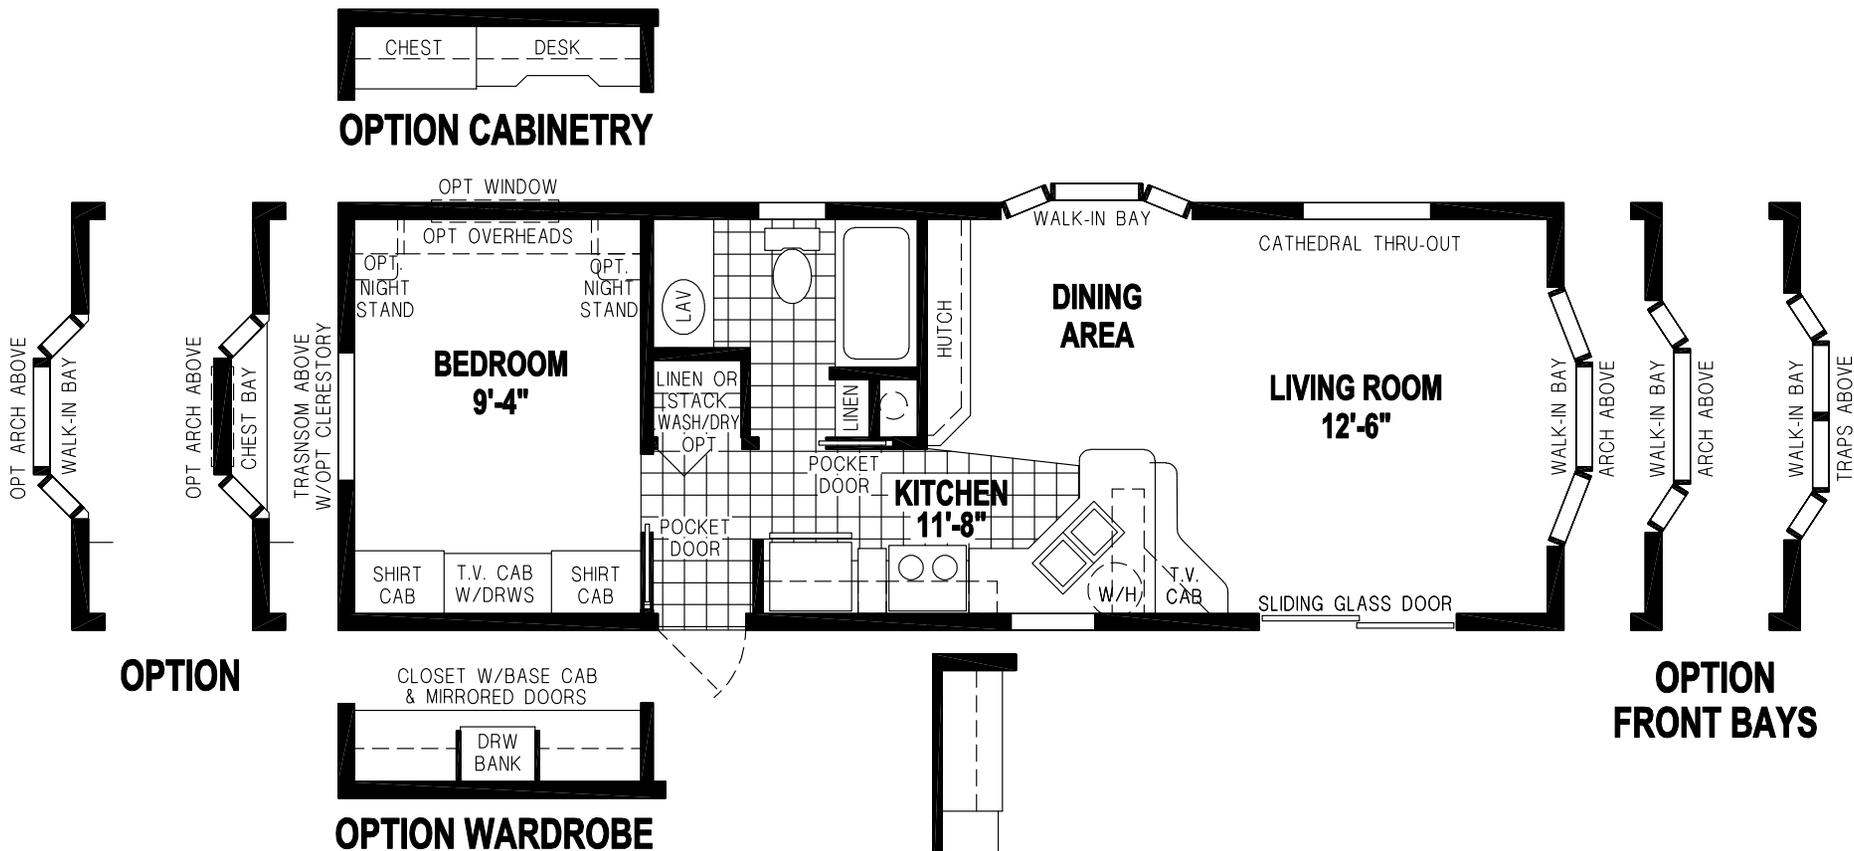 CHEST
DESK
OPTION CABINETRY
OPT WINDOW
OPT OVERHEADS
OPT.
NIGHT
STAND
OPT.
NIGHT
STAND
WALK-IN BAY
CATHEDRAL THRU-OUT
LAV
HUTCH
DINING
AREA
BEDROOM
9'-4"
LINEN OR
STACK
WASH/DRY
OPT
LINEN
LIVING ROOM
12'-6"
OPT ARCH ABOVE
WALK-IN BAY
OPT ARCH ABOVE
CHEST BAY
TRASNSOM ABOVE
W/OPT CLERESTORY
WALK-IN BAY
ARCH ABOVE
WALK-IN BAY
ARCH ABOVE
WALK-IN BAY
TRAPS ABOVE
POCKET
DOOR
KITCHEN
11'-8"
POCKET
DOOR
SHIRT
CAB
T.V. CAB
W/DRWS
SHIRT
CAB
W/H
T.V.
CAB
SLIDING GLASS DOOR
OPTION
CLOSET W/BASE CAB
& MIRRORED DOORS
DRW
BANK
OPTION WARDROBE
OPTION
FRONT BAYS